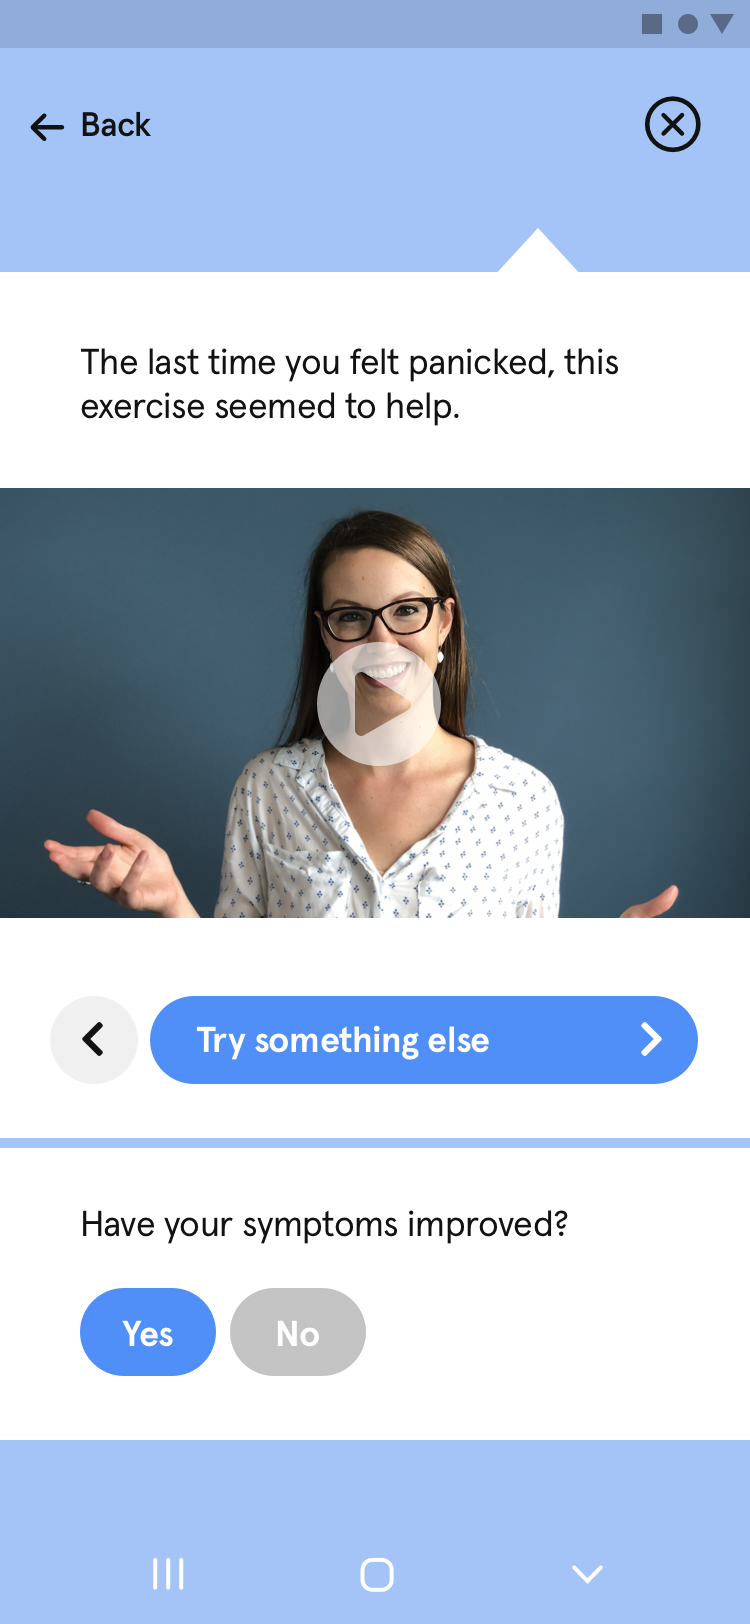 Back
The last time you felt panicked, this
exercise seemed to help.
Try something else
Have your symptoms improved?
Yes
No